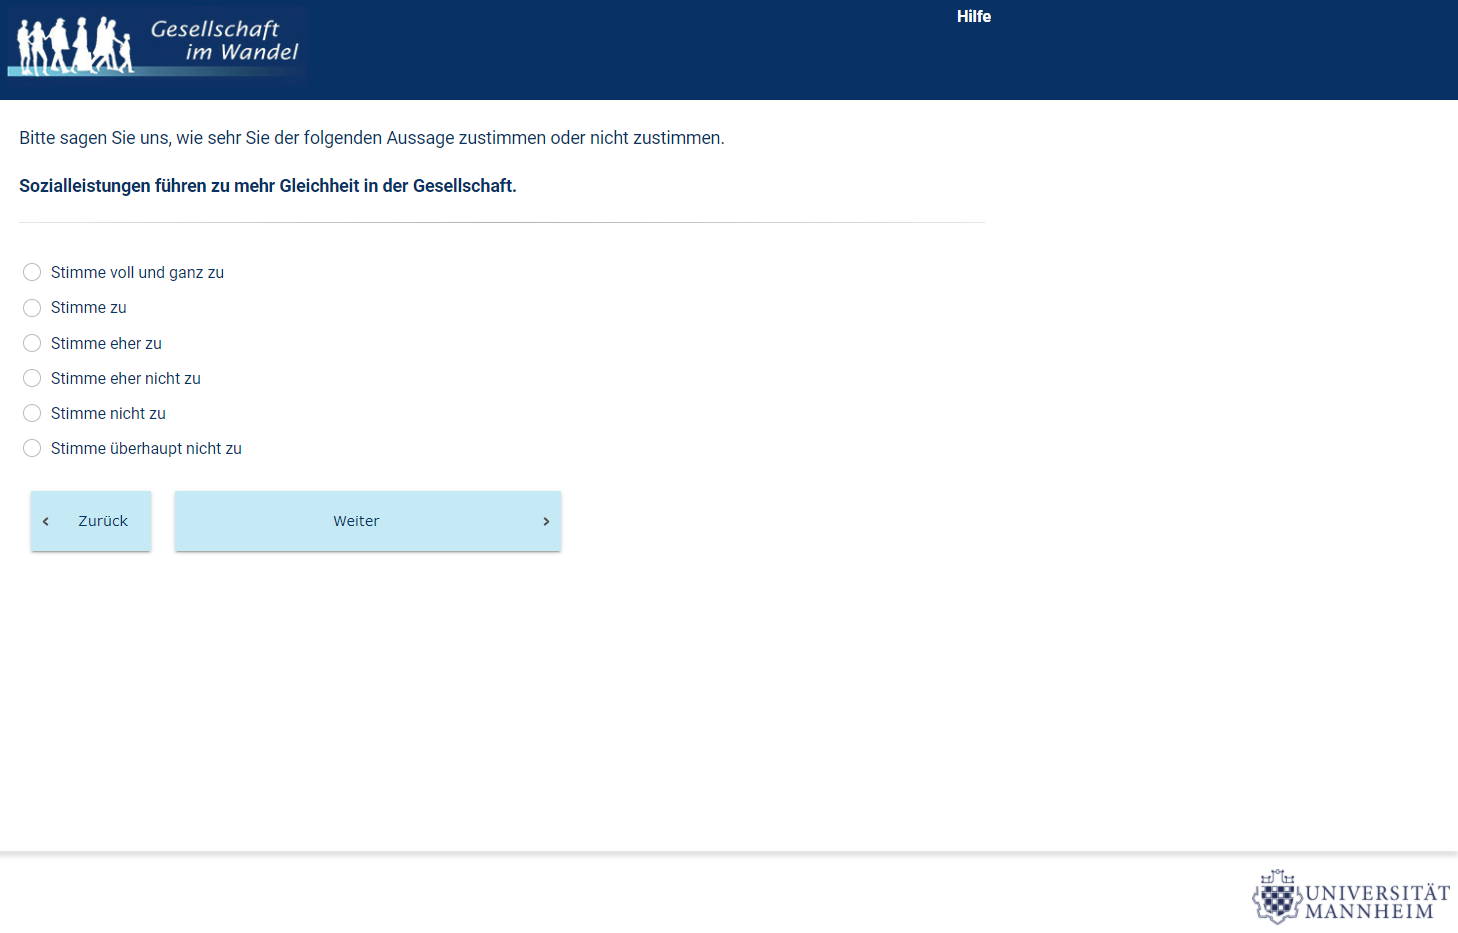 Gesellschaft
im Wandel
Hilfe
Bitte sagen Sie uns, wie sehr Sie der folgenden Aussage zustimmen oder nicht zustimmen.
Sozialleistungen führen zu mehr Gleichheit in der Gesellschaft.
Stimme voll und ganz zu
Stimme zu
Stimme eher zu
Stimme eher nicht zu
Stimme nicht zu
Stimme überhaupt nicht zu
Zurück
Weiter
UNIVERSITÄT
MANNHEIM